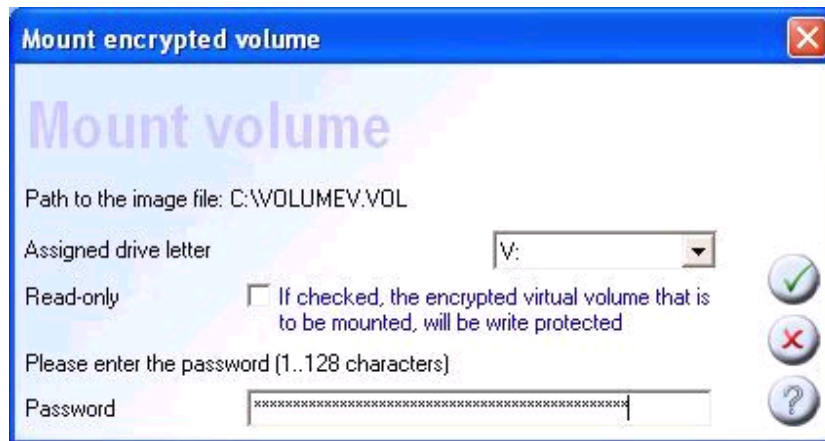 Mount encrypted volume
Mount volume
Path to the image file: C:\VOLUMEV.VOL
Assigned drive letter V:
Read-only If checked, the encrypted virtual volume that is
to be mounted, will be write protected
Please enter the password (1..128 characters)
Password